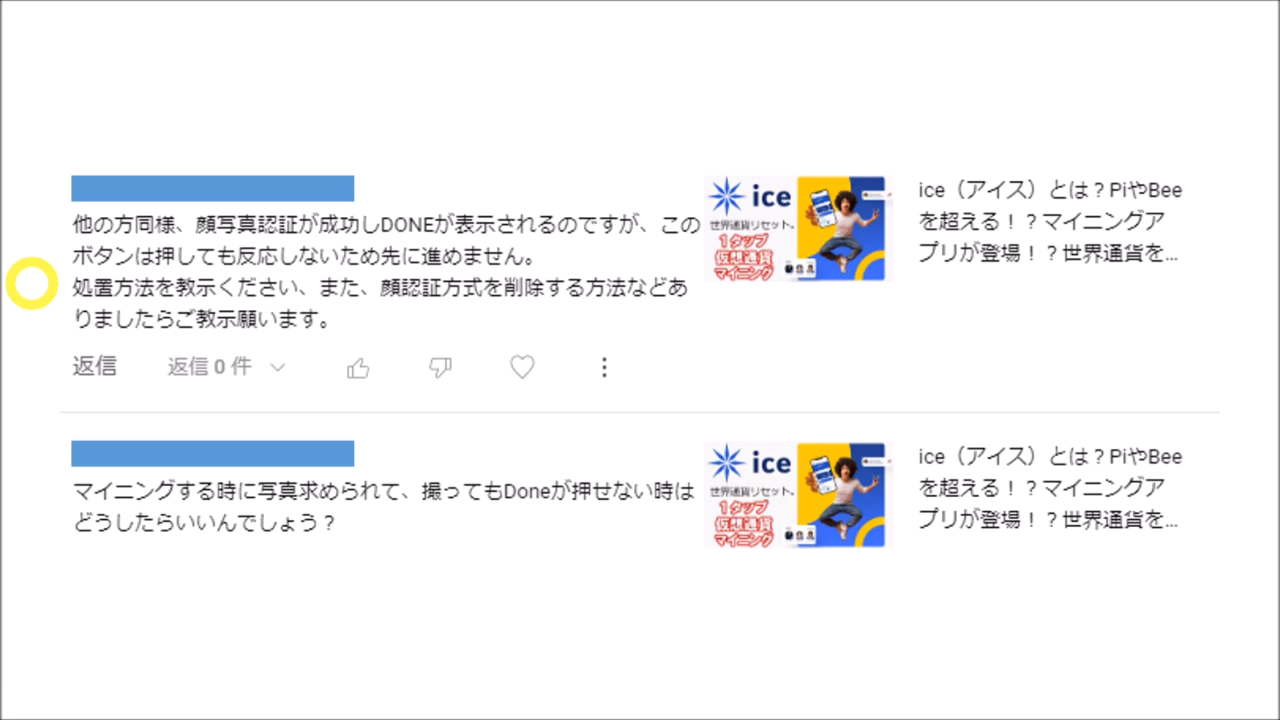 他の方同様、顔写真認証が成功しDONEが表示されるのですが、この
ボタンは押しても反応しないため先に進めません。
処置方法を教示ください、また、顔認証方式を削除する方法などあ
りましたらご教示願います。
返信 返信 0 件
ice
世界通貨リセット。
1タップ
仮想通貨
マイニング
ice（アイス）とは？PiやBee
を超える！？マイニングア
プリが登場！？世界通貨を...
マイニングする時に写真求められて、撮ってもDoneが押せない時は
どうしたらいいんでしょう？
ice
世界通貨リセット。
1タップ
仮想通貨
マイニング
ice（アイス）とは？PiやBee
を超える！？マイニングア
プリが登場！？世界通貨を...